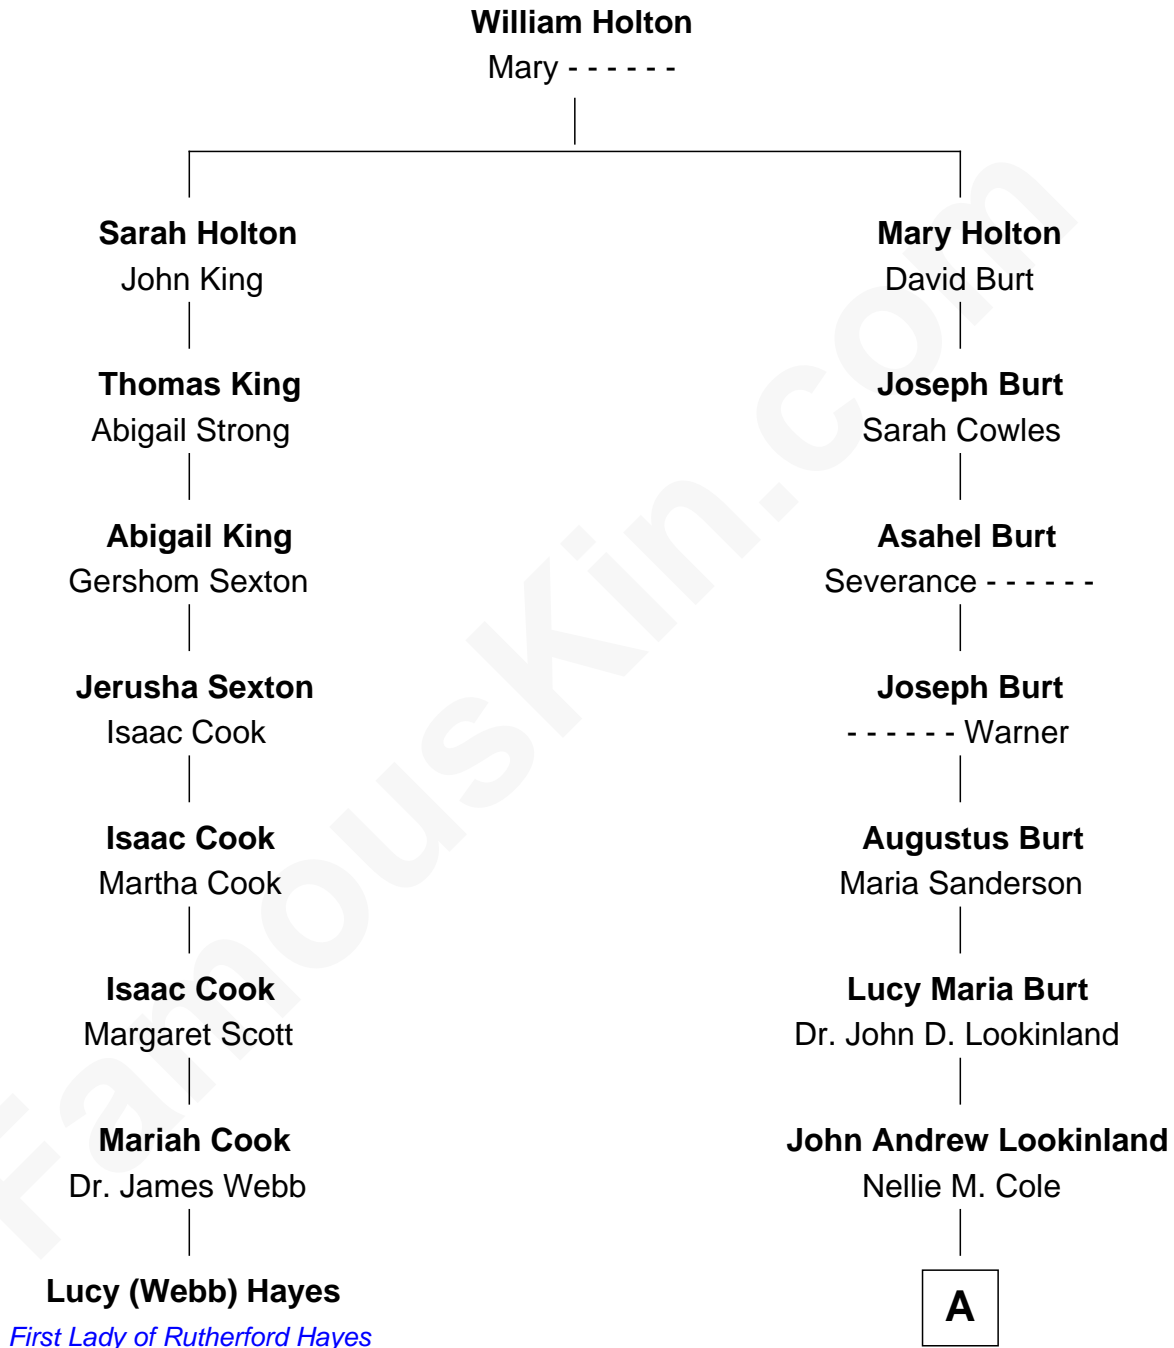 William Holton
Mary - - - - - -
Sarah Holton
John King
Mary Holton
David Burt
Thomas King
Abigail Strong
Joseph Burt
Sarah Cowles
Abigail King
Gershom Sexton
Asahel Burt
Severance - - - - - -
Jerusha Sexton
Isaac Cook
Joseph Burt
- - - - - - Warner
Isaac Cook
Martha Cook
Augustus Burt
Maria Sanderson
Isaac Cook
Margaret Scott
Lucy Maria Burt
Dr. John D. Lookinland
Mariah Cook
Dr. James Webb
John Andrew Lookinland
Nellie M. Cole
Lucy (Webb) Hayes
First Lady of Rutherford Hayes
A
FamousKin.com